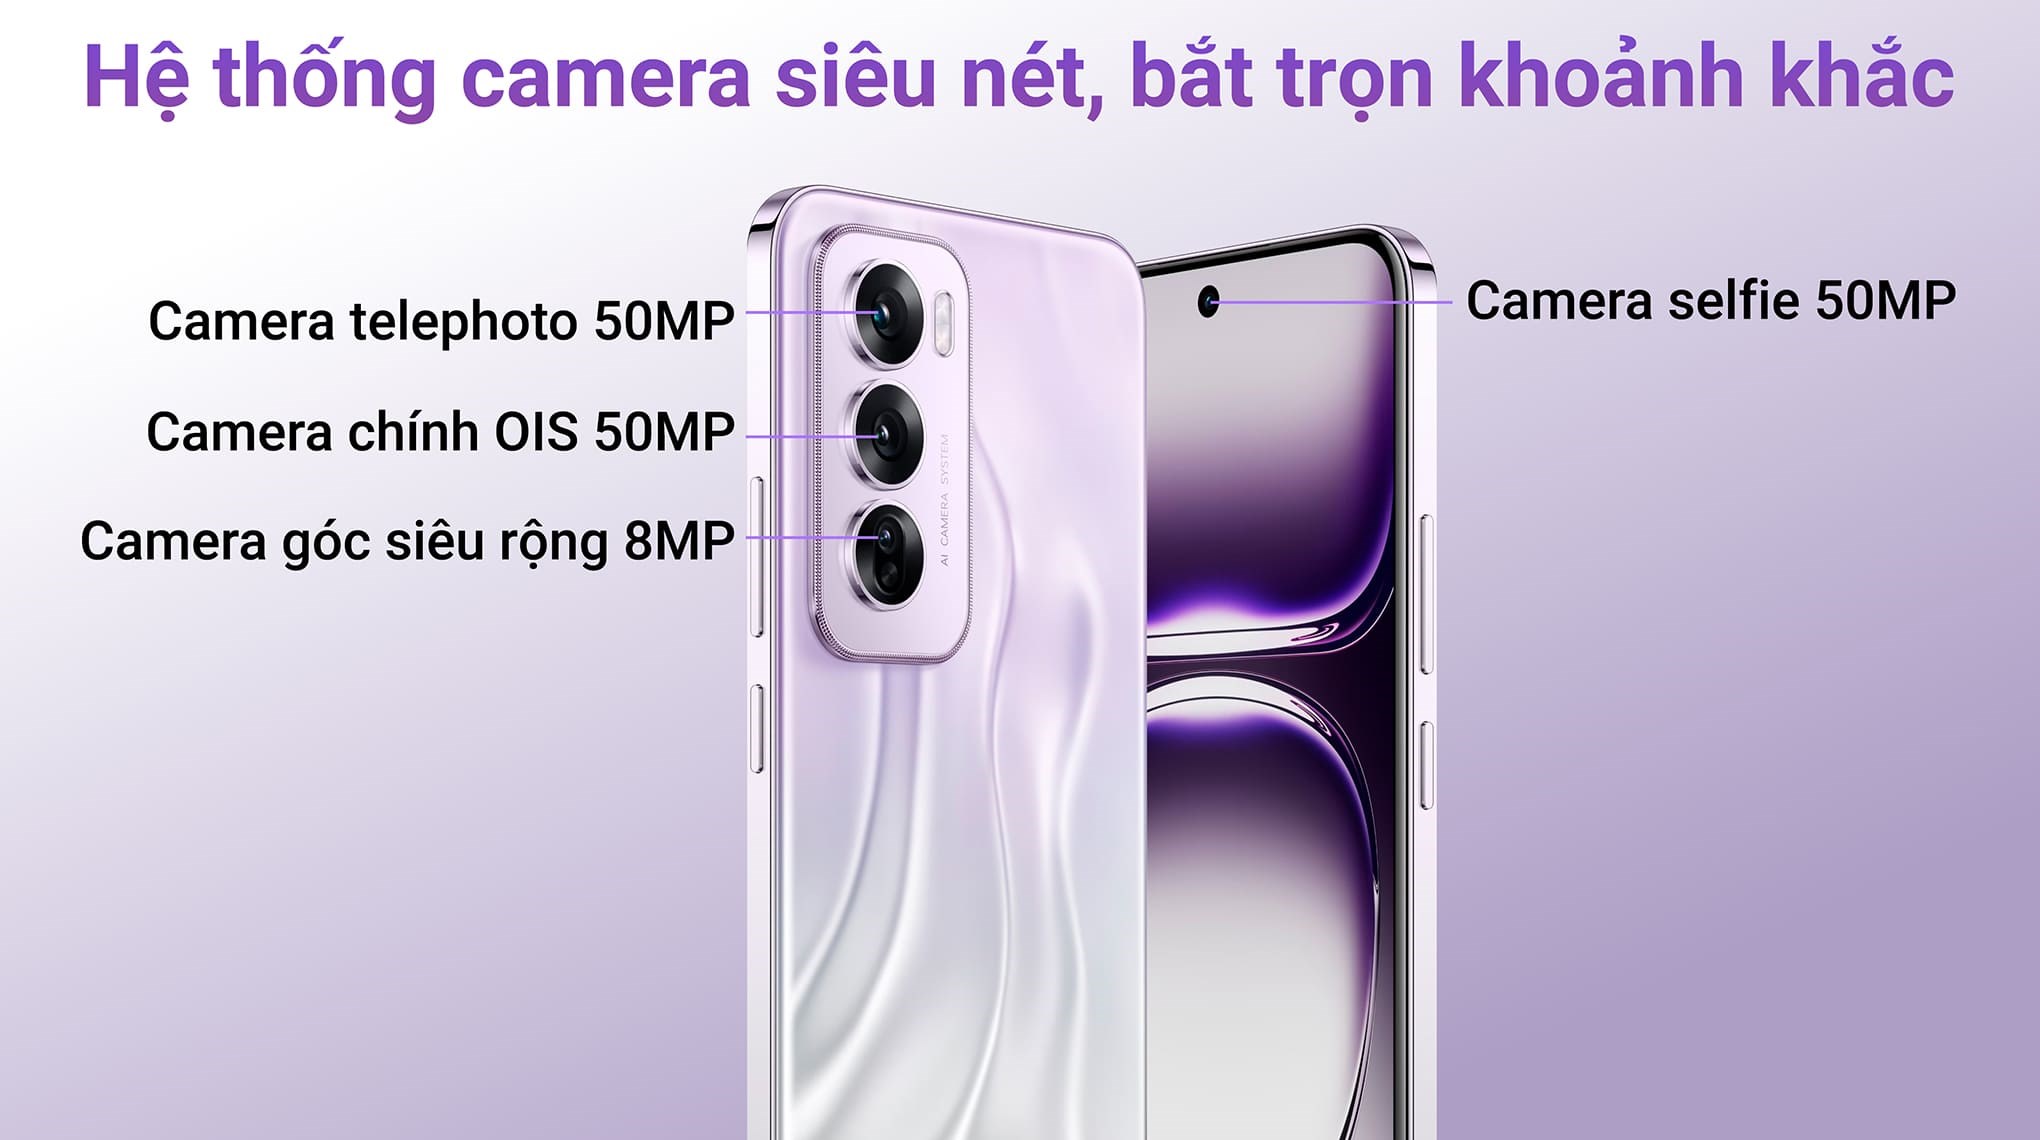 Hệ thống camera siêu nét, bắt trọn khoảnh khắc
Camera telephoto 50MP
Camera chính OIS 50MP
Camera góc siêu rộng 8MP
AI CAMERA SYSTEM
Camera selfie 50MP